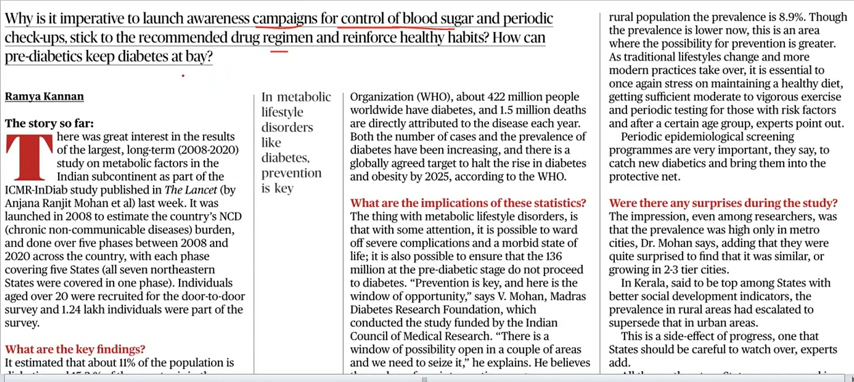 Why is it imperative to launch awareness campaigns for control of blood sugar and periodic
check-ups, stick to the recommended drug regimen and reinforce healthy habits? How can
pre-diabetics keep diabetes at bay?
Ramya Kannan
The story so far:
There was great interest in the results
of the largest, long-term (2008-2020)
study on metabolic factors in the
Indian subcontinent as part of the
ICMR-InDiab study published in The Lancet (by
Anjana Ranjit Mohan et al) last week. It was
launched in 2008 to estimate the country's NCD
(chronic non-communicable diseases) burden,
and done over five phases between 2008 and
2020 across the country, with each phase
covering five States (all seven northeastern
States were covered in one phase). Individuals
aged over 20 were recruited for the door-to-door
survey and 1.24 lakh individuals were part of the
survey.
What are the key findings?
It estimated that about 11% of the population is
In metabolic
lifestyle
disorders
like
diabetes,
prevention
is key
Organization (WHO), about 422 million people
worldwide have diabetes, and 1.5 million deaths
are directly attributed to the disease each year.
Both the number of cases and the prevalence of
diabetes have been increasing, and there is a
globally agreed target to halt the rise in diabetes
and obesity by 2025, according to the WHO.
What are the implications of these statistics?
The thing with metabolic lifestyle disorders, is
that with some attention, it is possible to ward
off severe complications and a morbid state of
life; it is also possible to ensure that the 136
million at the pre-diabetic stage do not proceed
to diabetes. “Prevention is key, and here is the
window of opportunity,” says V. Mohan, Madras
Diabetes Research Foundation, which
conducted the study funded by the Indian
Council of Medical Research. “There is a
window of possibility open in a couple of areas
and we need to seize it,” he explains. He believes
rural population the prevalence is 8.9%. Though
the prevalence is lower now, this is an area
where the possibility for prevention is greater.
As traditional lifestyles change and more
modern practices take over, it is essential to
once again stress on maintaining a healthy diet,
getting sufficient moderate to vigorous exercise
and periodic testing for those with risk factors
and after a certain age group, experts point out.
Periodic epidemiological screening
programmes are very important, they say, to
catch new diabetics and bring them into the
protective net.
Were there any surprises during the study?
The impression, even among researchers, was
that the prevalence was high only in metro
cities, Dr. Mohan says, adding that they were
quite surprised to find that it was similar, or
growing in 2-3 tier cities.
In Kerala, said to be top among States with
better social development indicators, the
prevalence in rural areas had escalated to
supersede that in urban areas.
This is a side-effect of progress, one that
States should be careful to watch over, experts
add.